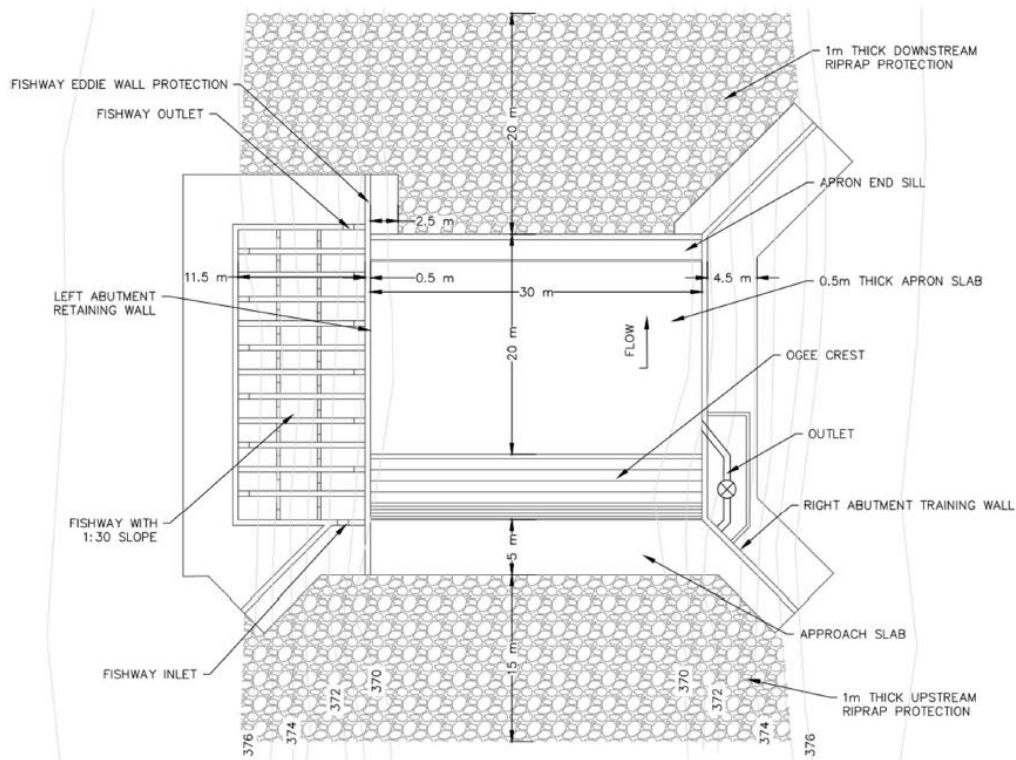 1m THICK DOWNSTREAM
RIPRAP PROTECTION
FISHWAY EDDIE WALL PROTECTION
FISHWAY OUTLET
20 m
APRON END SILL
2.5 m
11.5 m
0.5 m
4.5 m
30 m
0.5m THICK APRON SLAB
LEFT ABUTMENT
RETAINING WALL
20 m
FLOW
OGEE CREST
OUTLET
FISHWAY WITH
1:30 SLOPE
RIGHT ABUTMENT TRAINING WALL
5 m
APPROACH SLAB
FISHWAY INLET
15 m
1m THICK UPSTREAM
RIPRAP PROTECTION
376
374
372
370
370
372
374
376